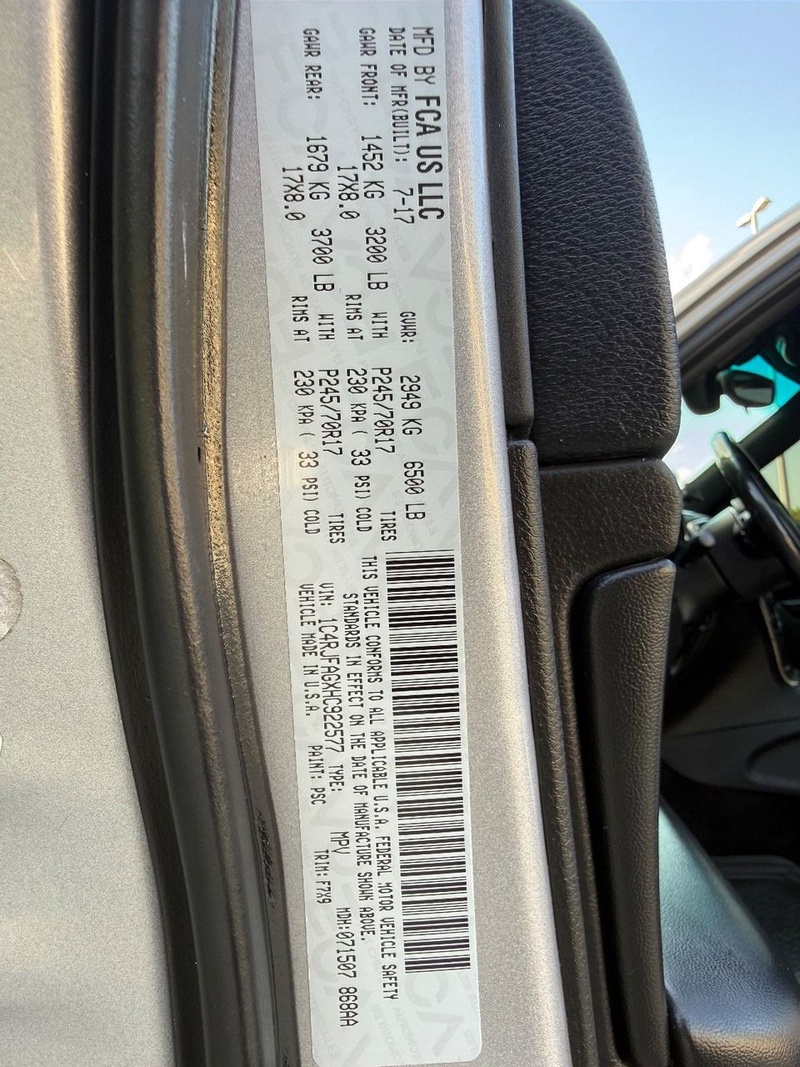 MFD BY FCA US LLC
DATE OF MFR(BUILT): 7-17 GVWR: 2949 KG 6500 LB
GAWR FRONT: 1452 KG 3200 LB WITH P245/70R17 TIRES
17X8.0 RIMS AT 230 KPA ( 33 PSI) COLD
GAWR REAR: 1679 KG 3700 LB WITH P245/70R17 TIRES
17X8.0 RIMS AT 230 KPA ( 33 PSI) COLD
THIS VEHICLE CONFORMS TO ALL APPLICABLE U.S.A. FEDERAL MOTOR VEHICLE SAFETY
STANDARDS IN EFFECT ON THE DATE OF MANUFACTURE SHOWN ABOVE.
VIN: 1C4RJFAGXHC922577 TYPE: MPV MDH:071507 868AA
VEHICLE MADE IN U.S.A. PAINT: PSC TRIM:F7X9